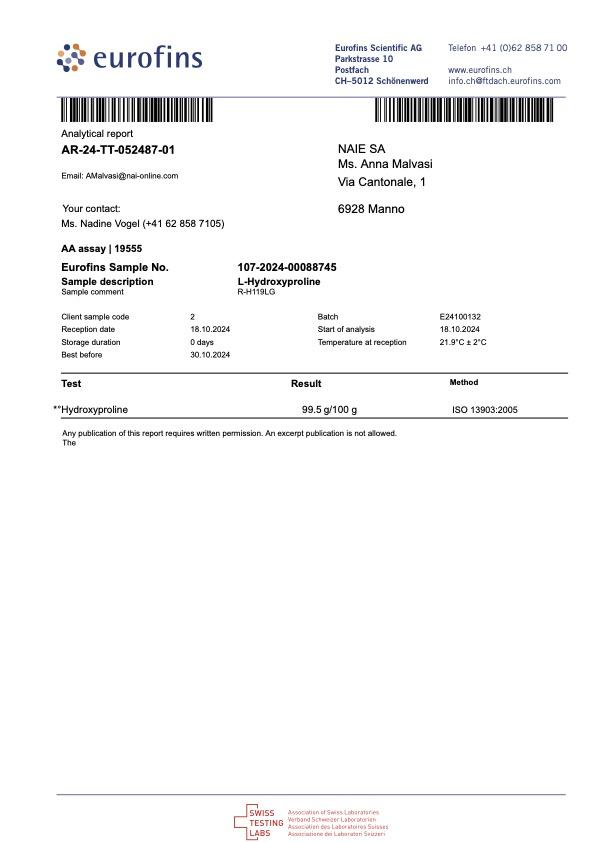 eurofins
Eurofins Scientific AG
Parkstrasse 10
Postfach
CH–5012 Schönenwerd
Telefon +41 (0)62 858 71 00
www.eurofins.ch
info.ch@ftdach.eurofins.com
Analytical report
AR-24-TT-052487-01
Email: AMalvasi@nai-online.com
NAIE SA
Ms. Anna Malvasi
Via Cantonale, 1
6928 Manno
Your contact:
Ms. Nadine Vogel (+41 62 858 7105)
AA assay | 19555
Eurofins Sample No. 107-2024-00088745
Sample description L-Hydroxyproline
Sample comment R-H119LG
Client sample code 2 Batch E24100132
Reception date 18.10.2024 Start of analysis 18.10.2024
Storage duration 0 days Temperature at reception 21.9°C ± 2°C
Best before 30.10.2024
Test Result Method
*°Hydroxyproline 99.5 g/100 g ISO 13903:2005
Any publication of this report requires written permission. An excerpt publication is not allowed.
The
SWISS
TESTING
LABS
Association of Swiss Laboratories
Verband Schweizer Laboratorien
Association des Laboratoires Suisses
Associazione dei Laboratori Svizzeri